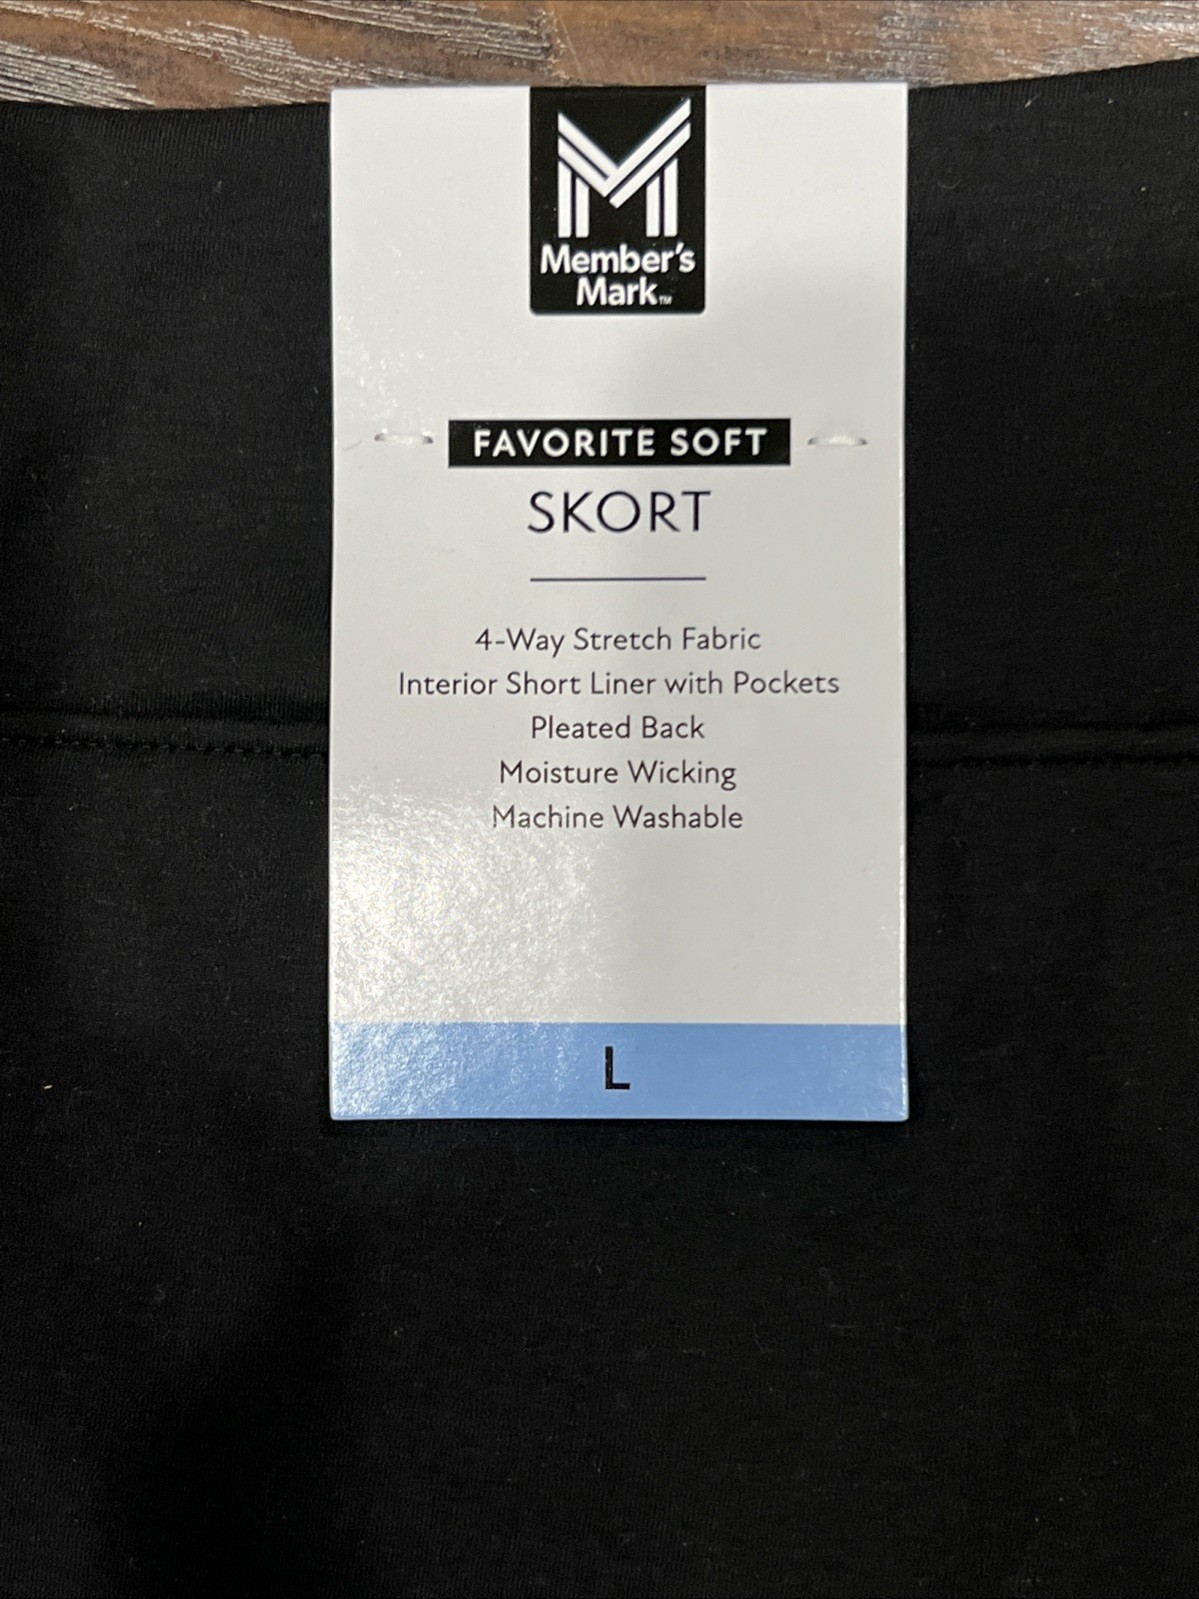 Member's
Mark™
FAVORITE SOFT
SKORT
4-Way Stretch Fabric
Interior Short Liner with Pockets
Pleated Back
Moisture Wicking
Machine Washable
L